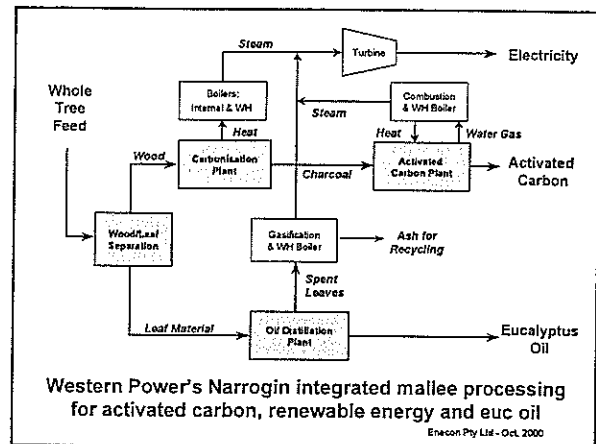 Steam
Turbine
Electricity
Whole
Tree
Feed
Boilers:
Internal & WH
Combustion
& WH Boiler
Steam
Heat
Heat
Water Gas
Wood
Carbonisation
Plant
Charcoal
Activated
Carbon Plant
Activated
Carbon
Wood/Leaf
Separation
Gasification
& WH Boiler
Ash for
Recycling
Spent
Leaves
Leaf Material
Oil Distillation
Plant
Eucalyptus
Oil
Western Power's Narrogin integrated mallee processing
for activated carbon, renewable energy and euc oil
Enecon Pty Ltd - Oct. 2000